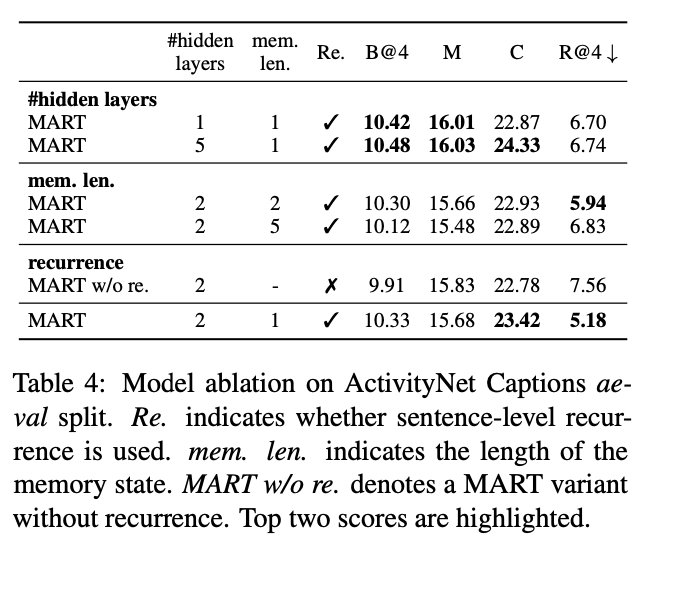 #hidden layers mem. len. Re. B@4 M C R@4 ↓
#hidden layers
MART 1 1 ✓ 10.42 16.01 22.87 6.70
MART 5 1 ✓ 10.48 16.03 24.33 6.74
mem. len.
MART 2 2 ✓ 10.30 15.66 22.93 5.94
MART 2 5 ✓ 10.12 15.48 22.89 6.83
recurrence
MART w/o re. 2 - ✗ 9.91 15.83 22.78 7.56
MART 2 1 ✓ 10.33 15.68 23.42 5.18
Table 4: Model ablation on ActivityNet Captions ae-
val split. Re. indicates whether sentence-level recur-
rence is used. mem. len. indicates the length of the
memory state. MART w/o re. denotes a MART variant
without recurrence. Top two scores are highlighted.